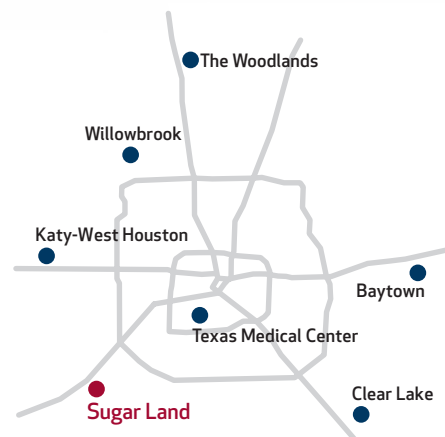 The Woodlands
Willowbrook
Katy-West Houston
Baytown
Texas Medical Center
Sugar Land
Clear Lake